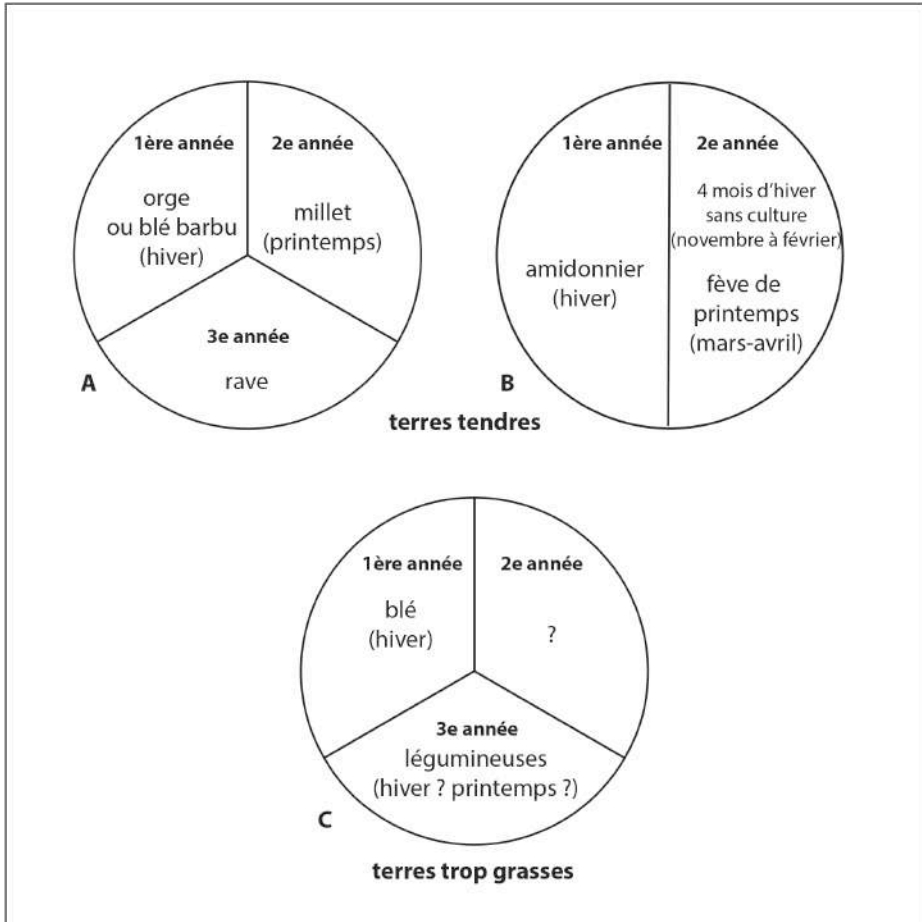 1ère année
orge
ou blé barbu
(hiver)
2e année
millet
(printemps)
3e année
rave
A
1ère année
amidonnier
(hiver)
2e année
4 mois d'hiver
sans culture
(novembre à février)
fève de
printemps
(mars-avril)
B
terres tendres
1ère année
blé
(hiver)
2e année
?
3e année
légumineuses
(hiver ? printemps ?)
C
terres trop grasses